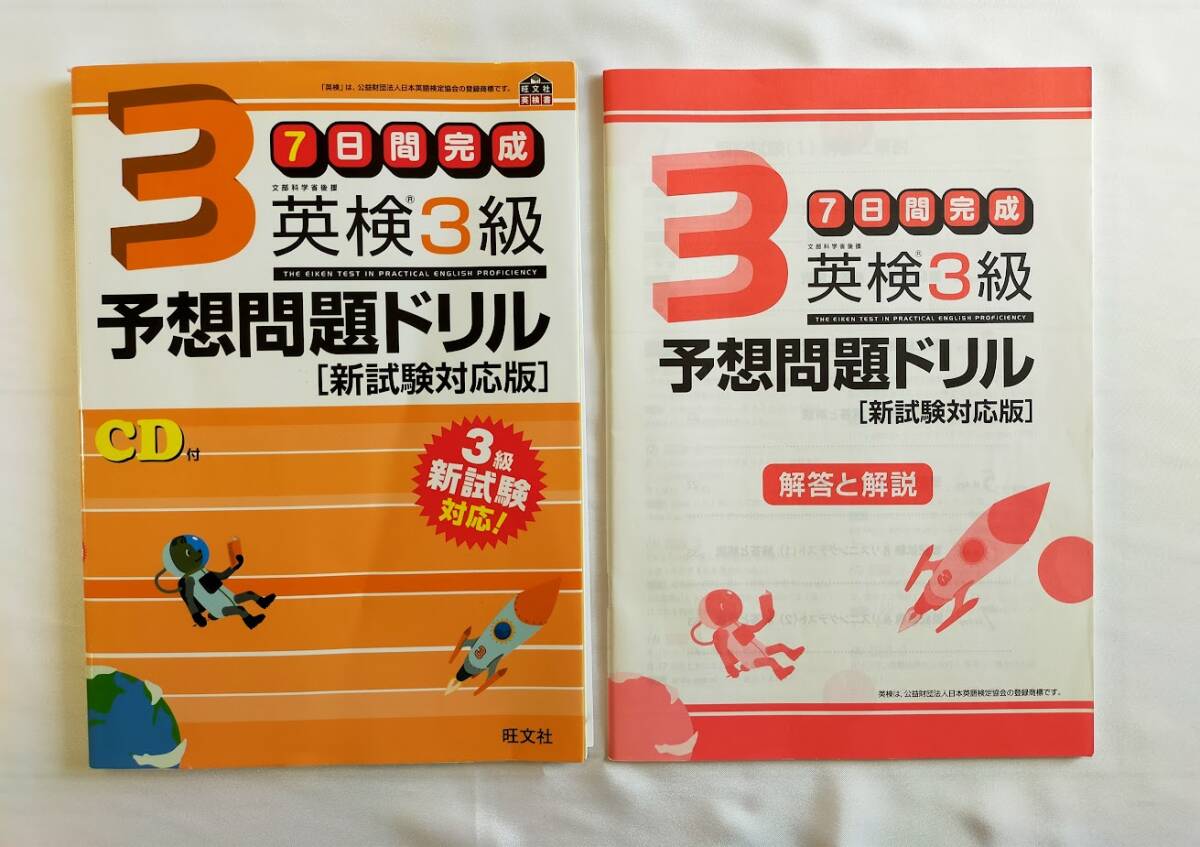 「英検」は、公益財団法人日本英語検定協会の登録商標です。
旺文社
英検書
3
7日間完成
文部科学省後援
英検®3級
THE EIKEN TEST IN PRACTICAL ENGLISH PROFICIENCY
予想問題ドリル
[新試験対応版]
CD付
3級
新試験
対応!
3
旺文社
3
7日間完成
文部科学省後援
英検®3級
THE EIKEN TEST IN PRACTICAL ENGLISH PROFICIENCY
予想問題ドリル
[新試験対応版]
解答と解説
3
英検は、公益財団法人日本英語検定協会の登録商標です。